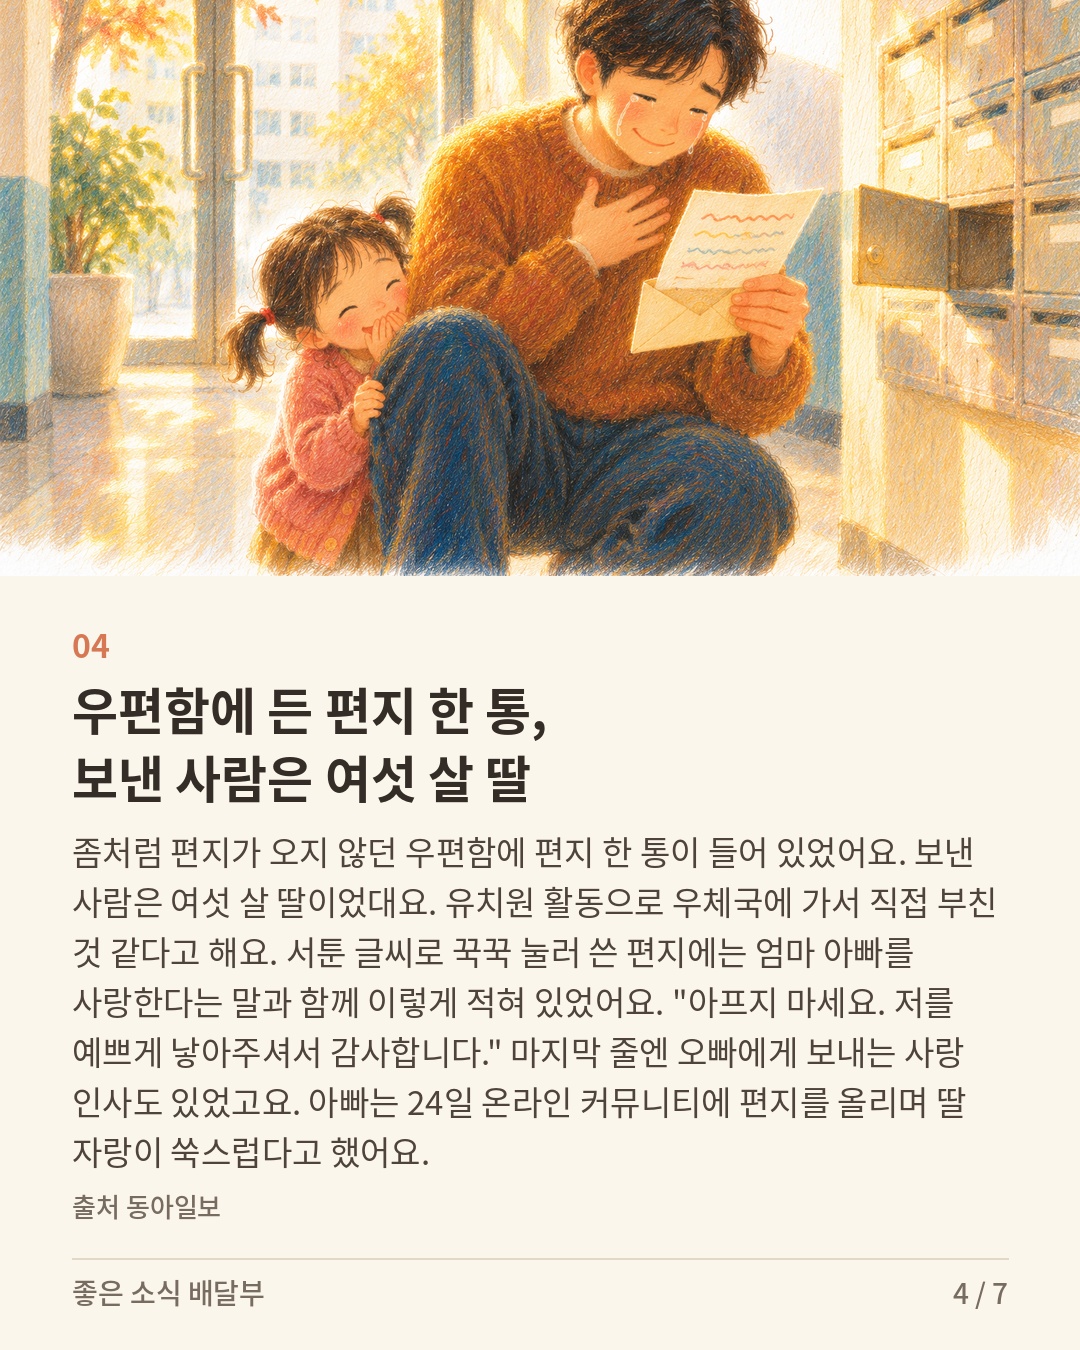 04
우편함에 든 편지 한 통,
보낸 사람은 여섯 살 딸
좀처럼 편지가 오지 않던 우편함에 편지 한 통이 들어 있었어요. 보낸
사람은 여섯 살 딸이었대요. 유치원 활동으로 우체국에 가서 직접 부친
것 같다고 해요. 서툰 글씨로 꾹꾹 눌러 쓴 편지에는 엄마 아빠를
사랑한다는 말과 함께 이렇게 적혀 있었어요. "아프지 마세요. 저를
예쁘게 낳아주셔서 감사합니다." 마지막 줄엔 오빠에게 보내는 사랑
인사도 있었고요. 아빠는 24일 온라인 커뮤니티에 편지를 올리며 딸
자랑이 쑥스럽다고 했어요.
출처 동아일보
좋은 소식 배달부
4 / 7